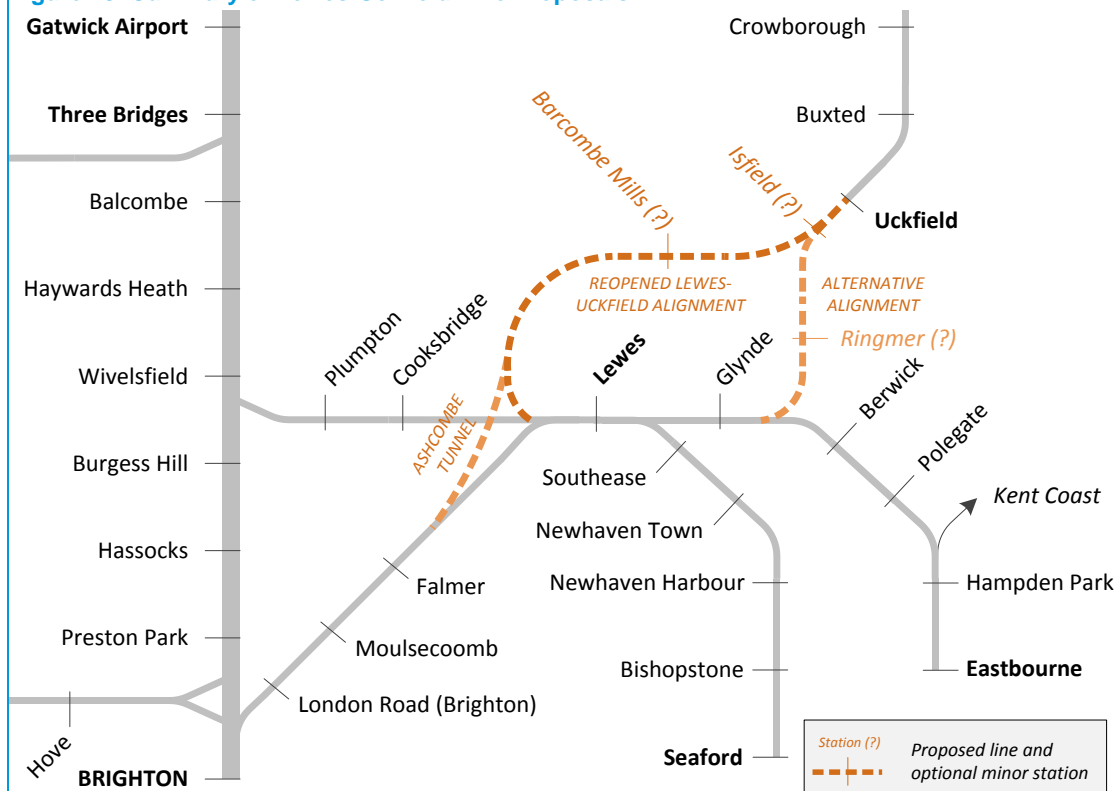 Gatwick Airport
Three Bridges
Balcombe
Haywards Heath
Wivelsfield
Burgess Hill
Hassocks
Preston Park
Hove
BRIGHTON
Plumpton
Cooksbridge
ASHCOMBE
TUNNEL
Falmer
Moulsecoomb
London Road (Brighton)
Barcombe Mills (?)
REOPENED LEWES-
UCKFIELD ALIGNMENT
Lewes
Glynde
Southease
Newhaven Town
Newhaven Harbour
Bishopstone
Seaford
Crowborough
Buxted
Isfield (?)
Uckfield
ALTERNATIVE
ALIGNMENT
Ringmer (?)
Berwick
Polegate
Kent Coast
Hampden Park
Eastbourne
Station (?)
Proposed line and
optional minor station